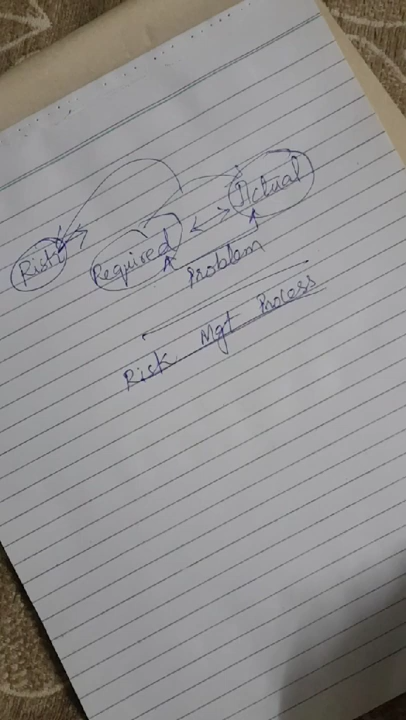 Risk Required Actual
Problem
Risk Mgt Process